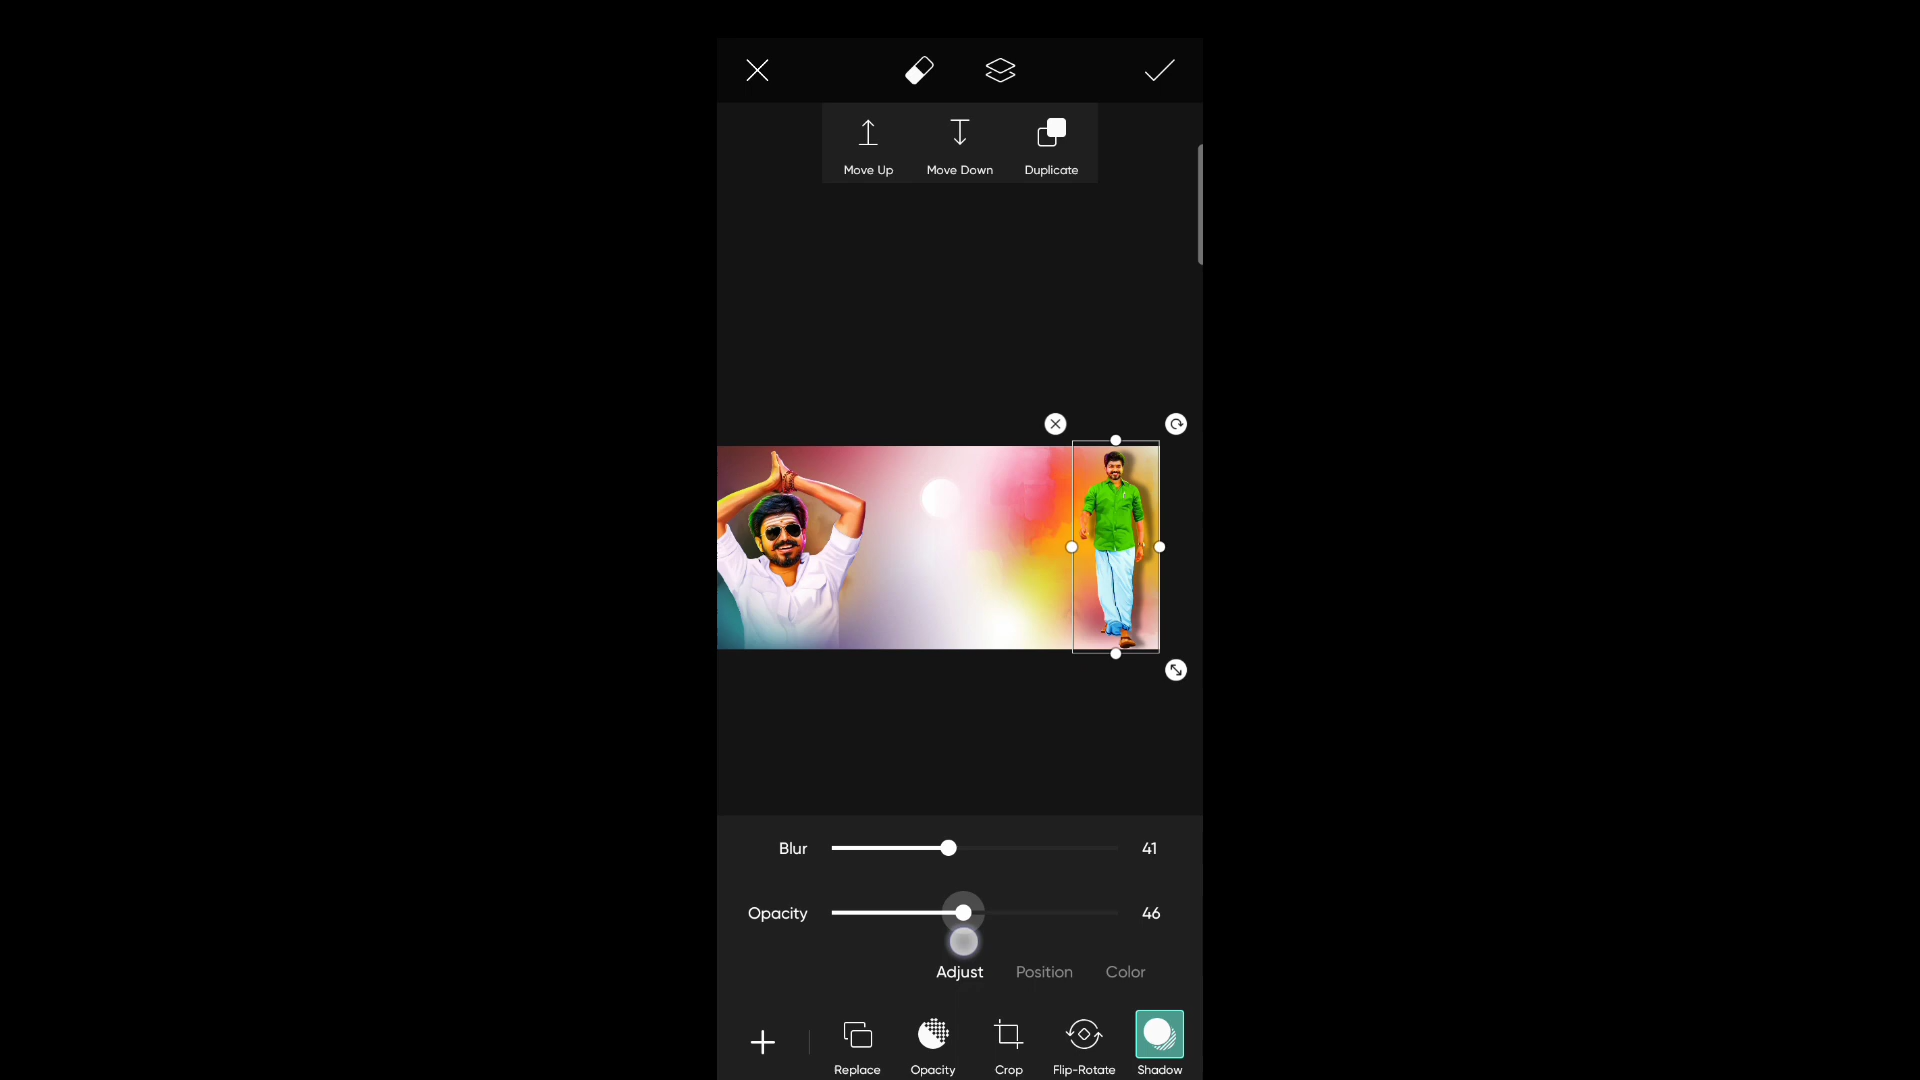 Move Up
Move Down
Duplicate
Blur
41
Opacity
46
Adjust
Position
Color
Replace
Opacity
Crop
Flip-Rotate
Shadow